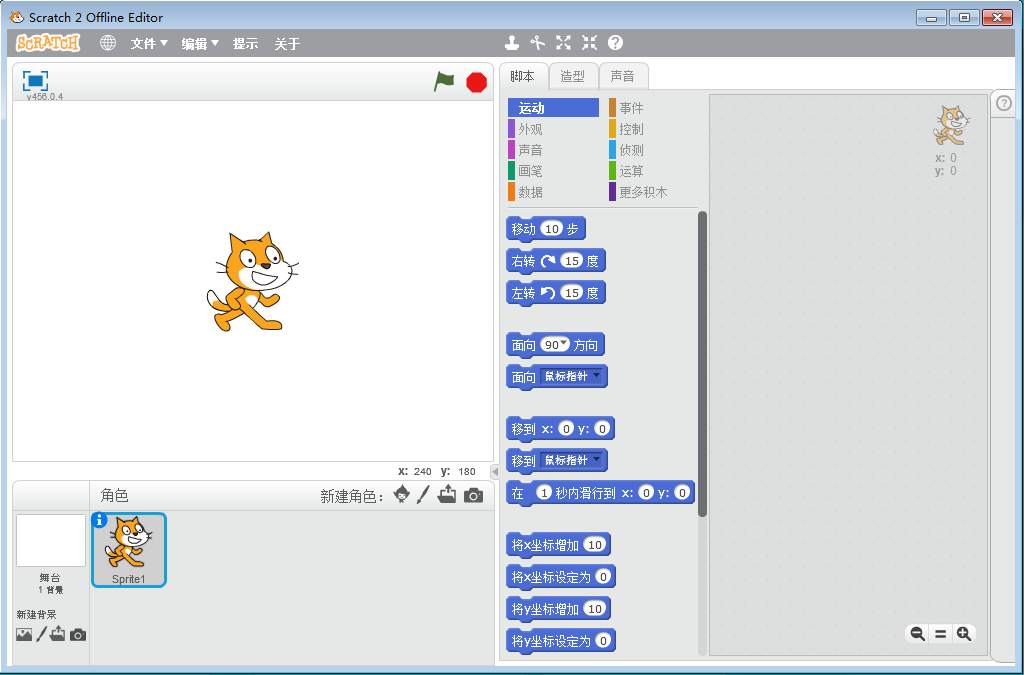 Scratch 2 Offline Editor
SCRATCH 文件 编辑 提示 关于
v456.0.4
脚本 造型 声音
运动 事件
外观 控制
声音 侦测
画笔 运算
数据 更多积木
移动 10 步
右转 15 度
左转 15 度
面向 90 方向
面向 鼠标指针
移到 x: 0 y: 0
移到 鼠标指针
在 1 秒内滑行到 x: 0 y: 0
将x坐标增加 10
将x坐标设定为 0
将y坐标增加 10
将y坐标设定为 0
x: 0
y: 0
x: 240 y: 180
角色 新建角色:
Sprite1
舞台
1 背景
新建背景